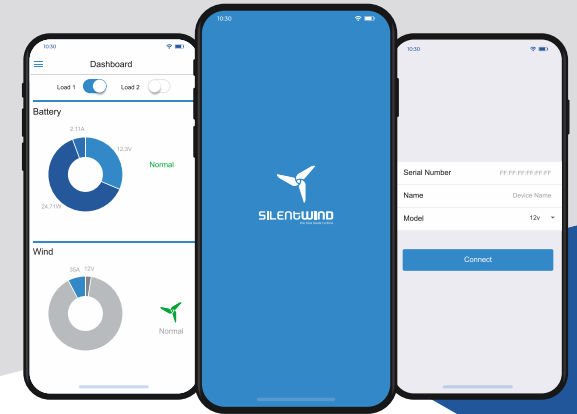 10:30
Dashboard
Load 1
Load 2
Battery
2.11A
12.3V
24.71W
Normal
Wind
35A
12V
Normal
10:30
SILENTWIND
10:30
Serial Number
FF:FF:FF:FF:FF:FF
Name
Device Name
Model
12v
Connect